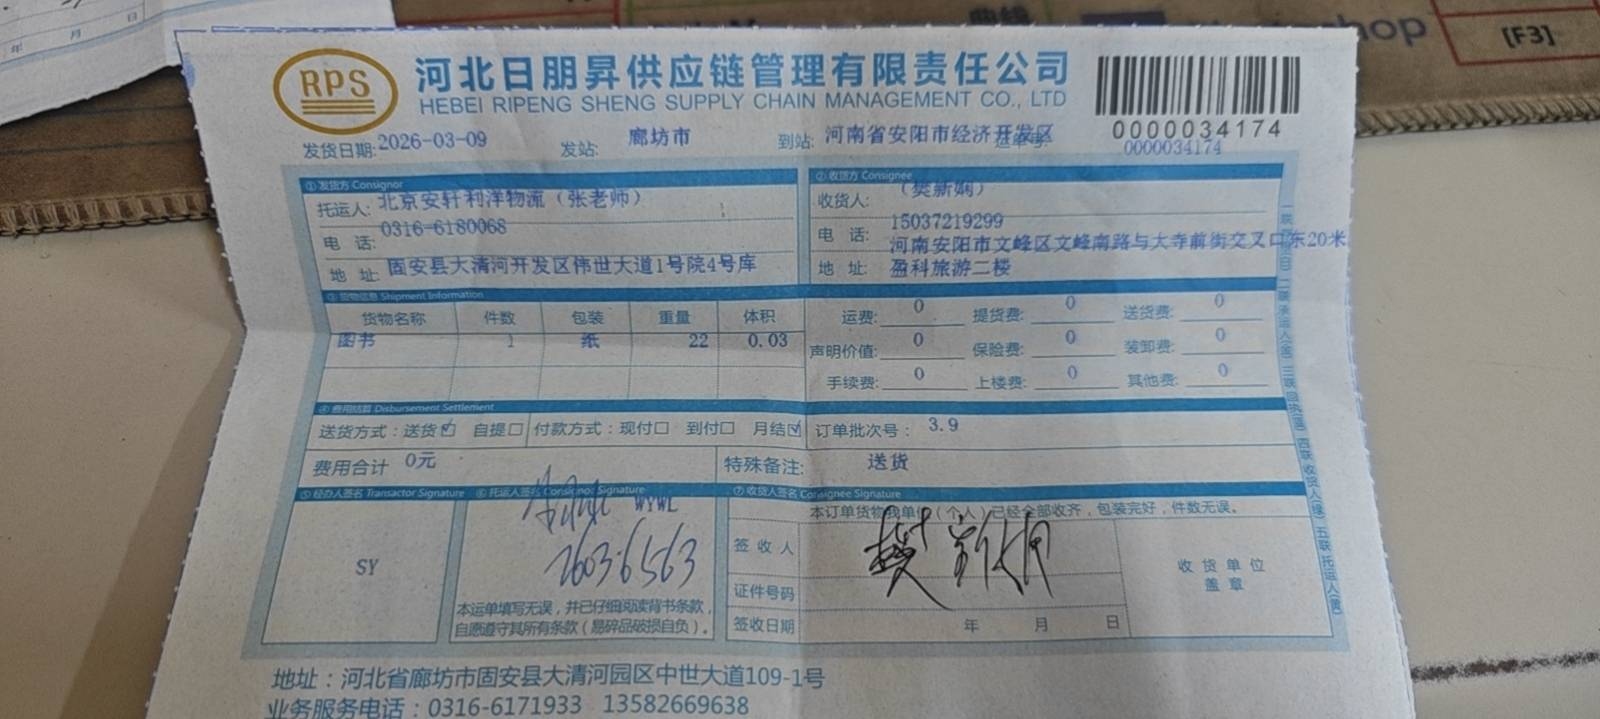 RPS
河北日朋昇供应链管理有限责任公司
HEBEI RIPENG SHENG SUPPLY CHAIN MANAGEMENT CO., LTD
0000034174
发货日期: 2026-03-09 发站: 廊坊市 到站: 河南省安阳市经济开发区 0000034174
①发货方 Consignor
托运人: 北京安轩利洋物流（张老师）
电 话: 0316-6180068
地 址: 固安县大清河开发区伟世大道1号院4号库
②收货方 Consignee
收货人: （樊新娴）
电 话: 15037219299
地 址: 河南安阳市文峰区文峰南路与大寺前街交叉口东20米
盈科旅游二楼
③货物信息 Shipment Information
货物名称 件数 包装 重量 体积
图书 1 纸 22 0.03
运费: 0 提货费: 0 送货费: 0
声明价值: 0 保险费: 0 装卸费: 0
手续费: 0 上楼费: 0 其他费: 0
④费用结算 Disbursement Settlement
送货方式：送货☑ 自提□ 付款方式：现付□ 到付□ 月结☑ 订单批次号： 3.9
费用合计 0元 特殊备注: 送货
⑤经办人签名 Transactor Signature
SY
⑥托运人签名 Consignor Signature
WYWL
2603-6563
本运单填写无误，并已仔细阅读背书条款，
自愿遵守其所有条款（易碎品破损自负）。
⑦收货人签名 Consignee Signature
本订单货物我单位（个人）已经全部收齐，包装完好，件数无误。
签收人 樊新娴
证件号码
签收日期 年 月 日
收货单位
盖章
地址：河北省廊坊市固安县大清河园区中世大道109-1号
业务服务电话：0316-6171933 13582669638
年 月 日
hop
[F3]